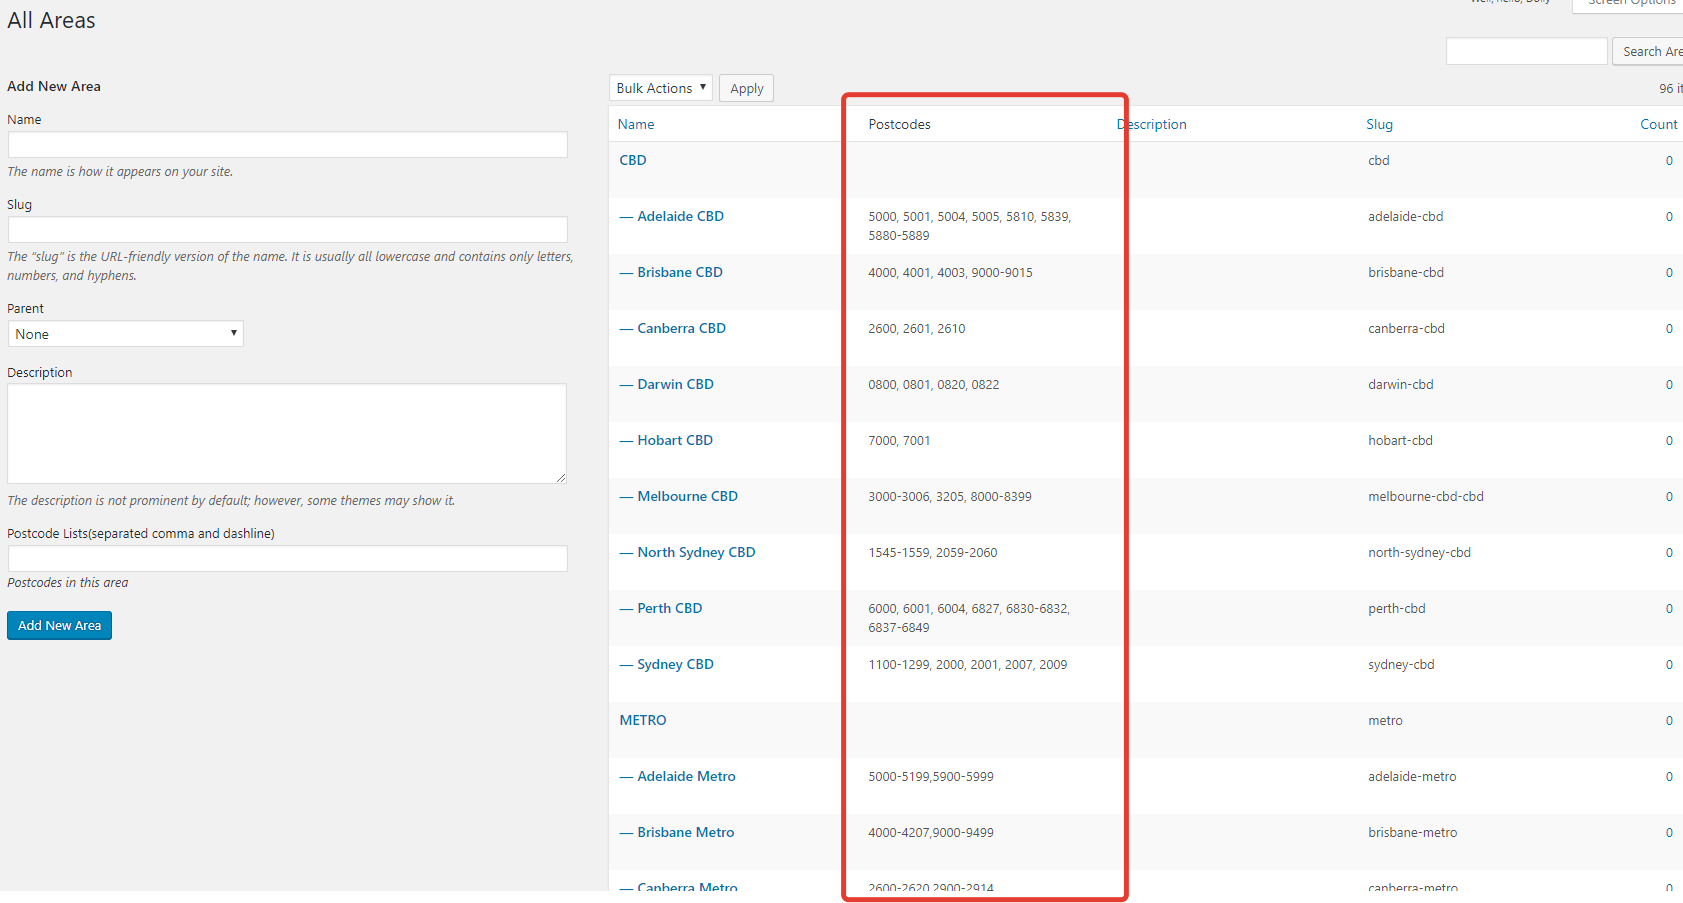 All Areas
Well, hello, Dolly
Screen Options
Search Are
Add New Area
Bulk Actions
Apply
96 it
Name
The name is how it appears on your site.
Slug
The “slug” is the URL-friendly version of the name. It is usually all lowercase and contains only letters,
numbers, and hyphens.
Parent
None
Description
The description is not prominent by default; however, some themes may show it.
Postcode Lists(separated comma and dashline)
Postcodes in this area
Add New Area
Name Postcodes Description Slug Count
CBD cbd 0
— Adelaide CBD 5000, 5001, 5004, 5005, 5810, 5839, adelaide-cbd 0
5880-5889
— Brisbane CBD 4000, 4001, 4003, 9000-9015 brisbane-cbd 0
— Canberra CBD 2600, 2601, 2610 canberra-cbd 0
— Darwin CBD 0800, 0801, 0820, 0822 darwin-cbd 0
— Hobart CBD 7000, 7001 hobart-cbd 0
— Melbourne CBD 3000-3006, 3205, 8000-8399 melbourne-cbd-cbd 0
— North Sydney CBD 1545-1559, 2059-2060 north-sydney-cbd 0
— Perth CBD 6000, 6001, 6004, 6827, 6830-6832, perth-cbd 0
6837-6849
— Sydney CBD 1100-1299, 2000, 2001, 2007, 2009 sydney-cbd 0
METRO metro 0
— Adelaide Metro 5000-5199,5900-5999 adelaide-metro 0
— Brisbane Metro 4000-4207,9000-9499 brisbane-metro 0
— Canberra Metro 2600-2620,2900-2914 canberra-metro 0